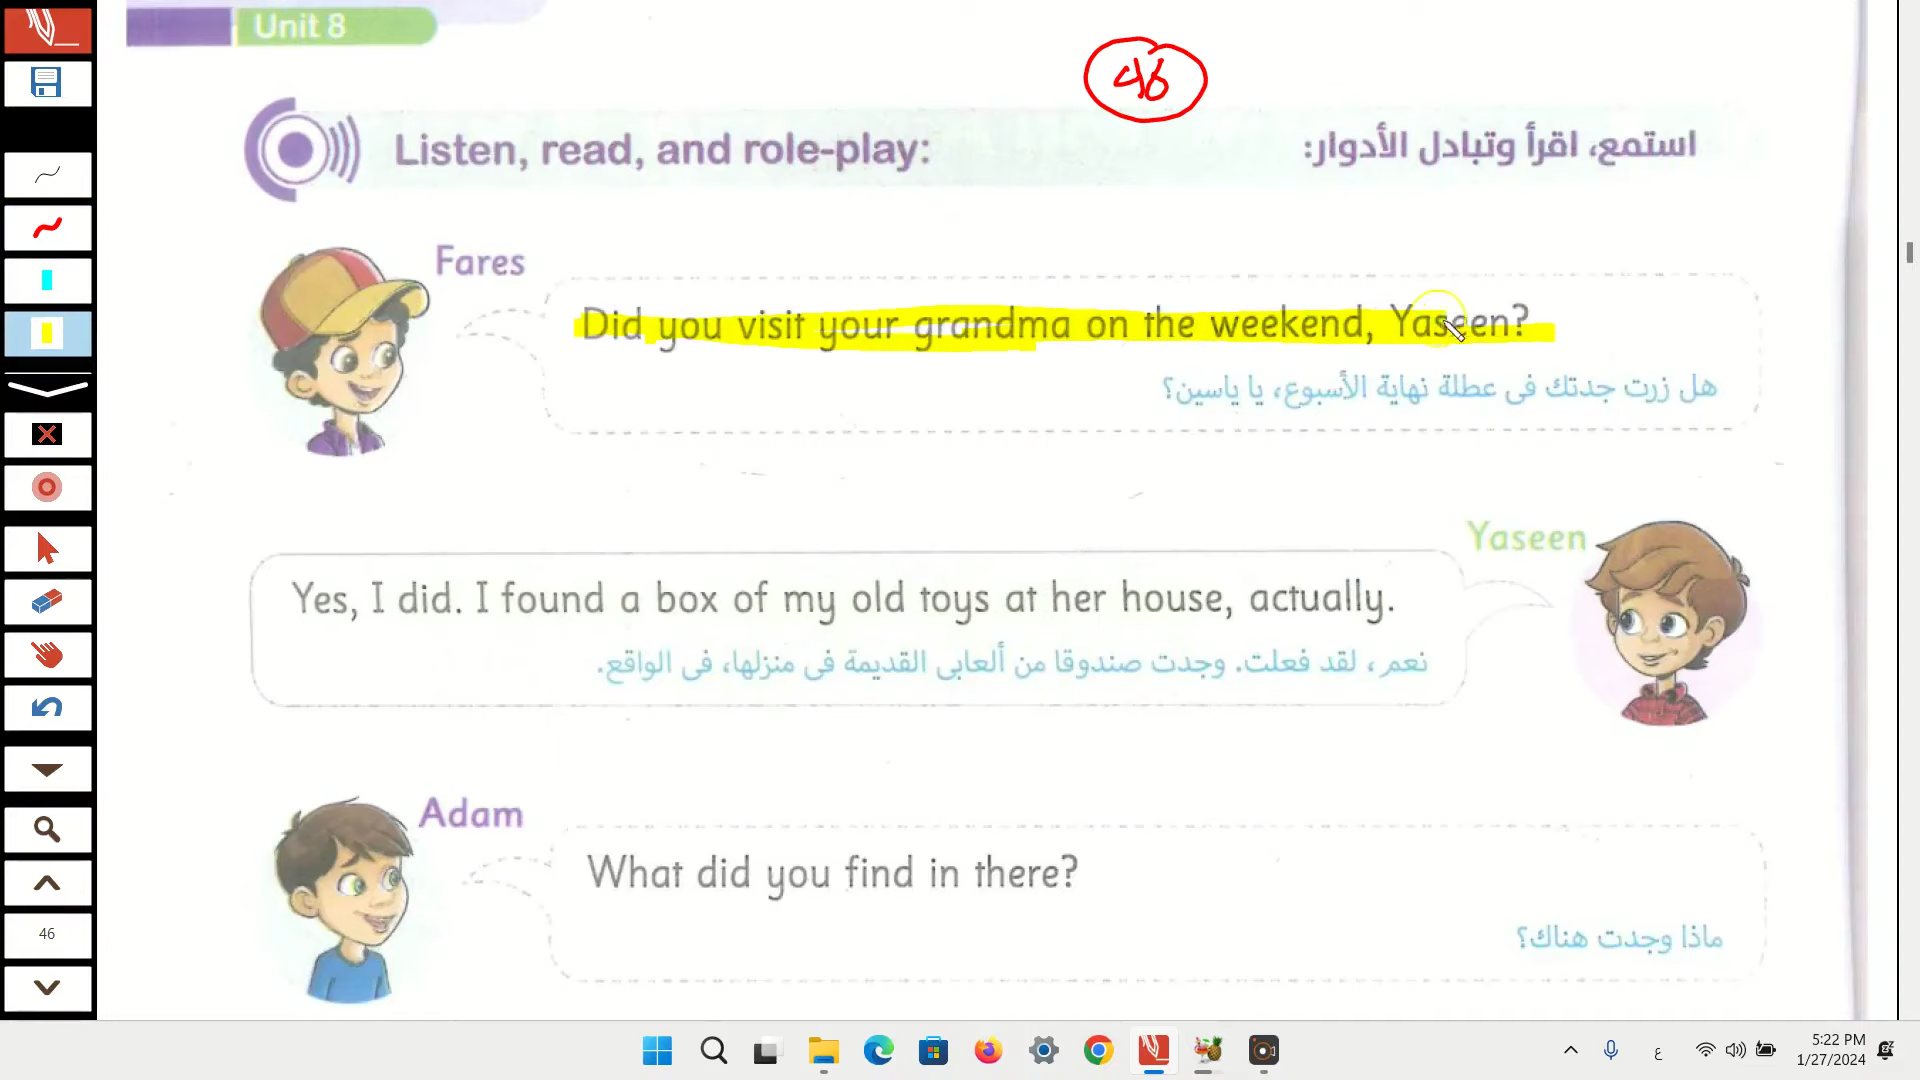 Unit 8
46
Listen, read, and role-play:
استمع، اقرأ وتبادل الأدوار:
Fares
Did you visit your grandma on the weekend, Yaseen?
هل زرت جدتك فى عطلة نهاية الأسبوع، يا ياسين؟
Yaseen
Yes, I did. I found a box of my old toys at her house, actually.
نعم، لقد فعلت. وجدت صندوقا من ألعابى القديمة فى منزلها، فى الواقع.
Adam
What did you find in there?
ماذا وجدت هناك؟
46
ع
5:22 PM
1/27/2024